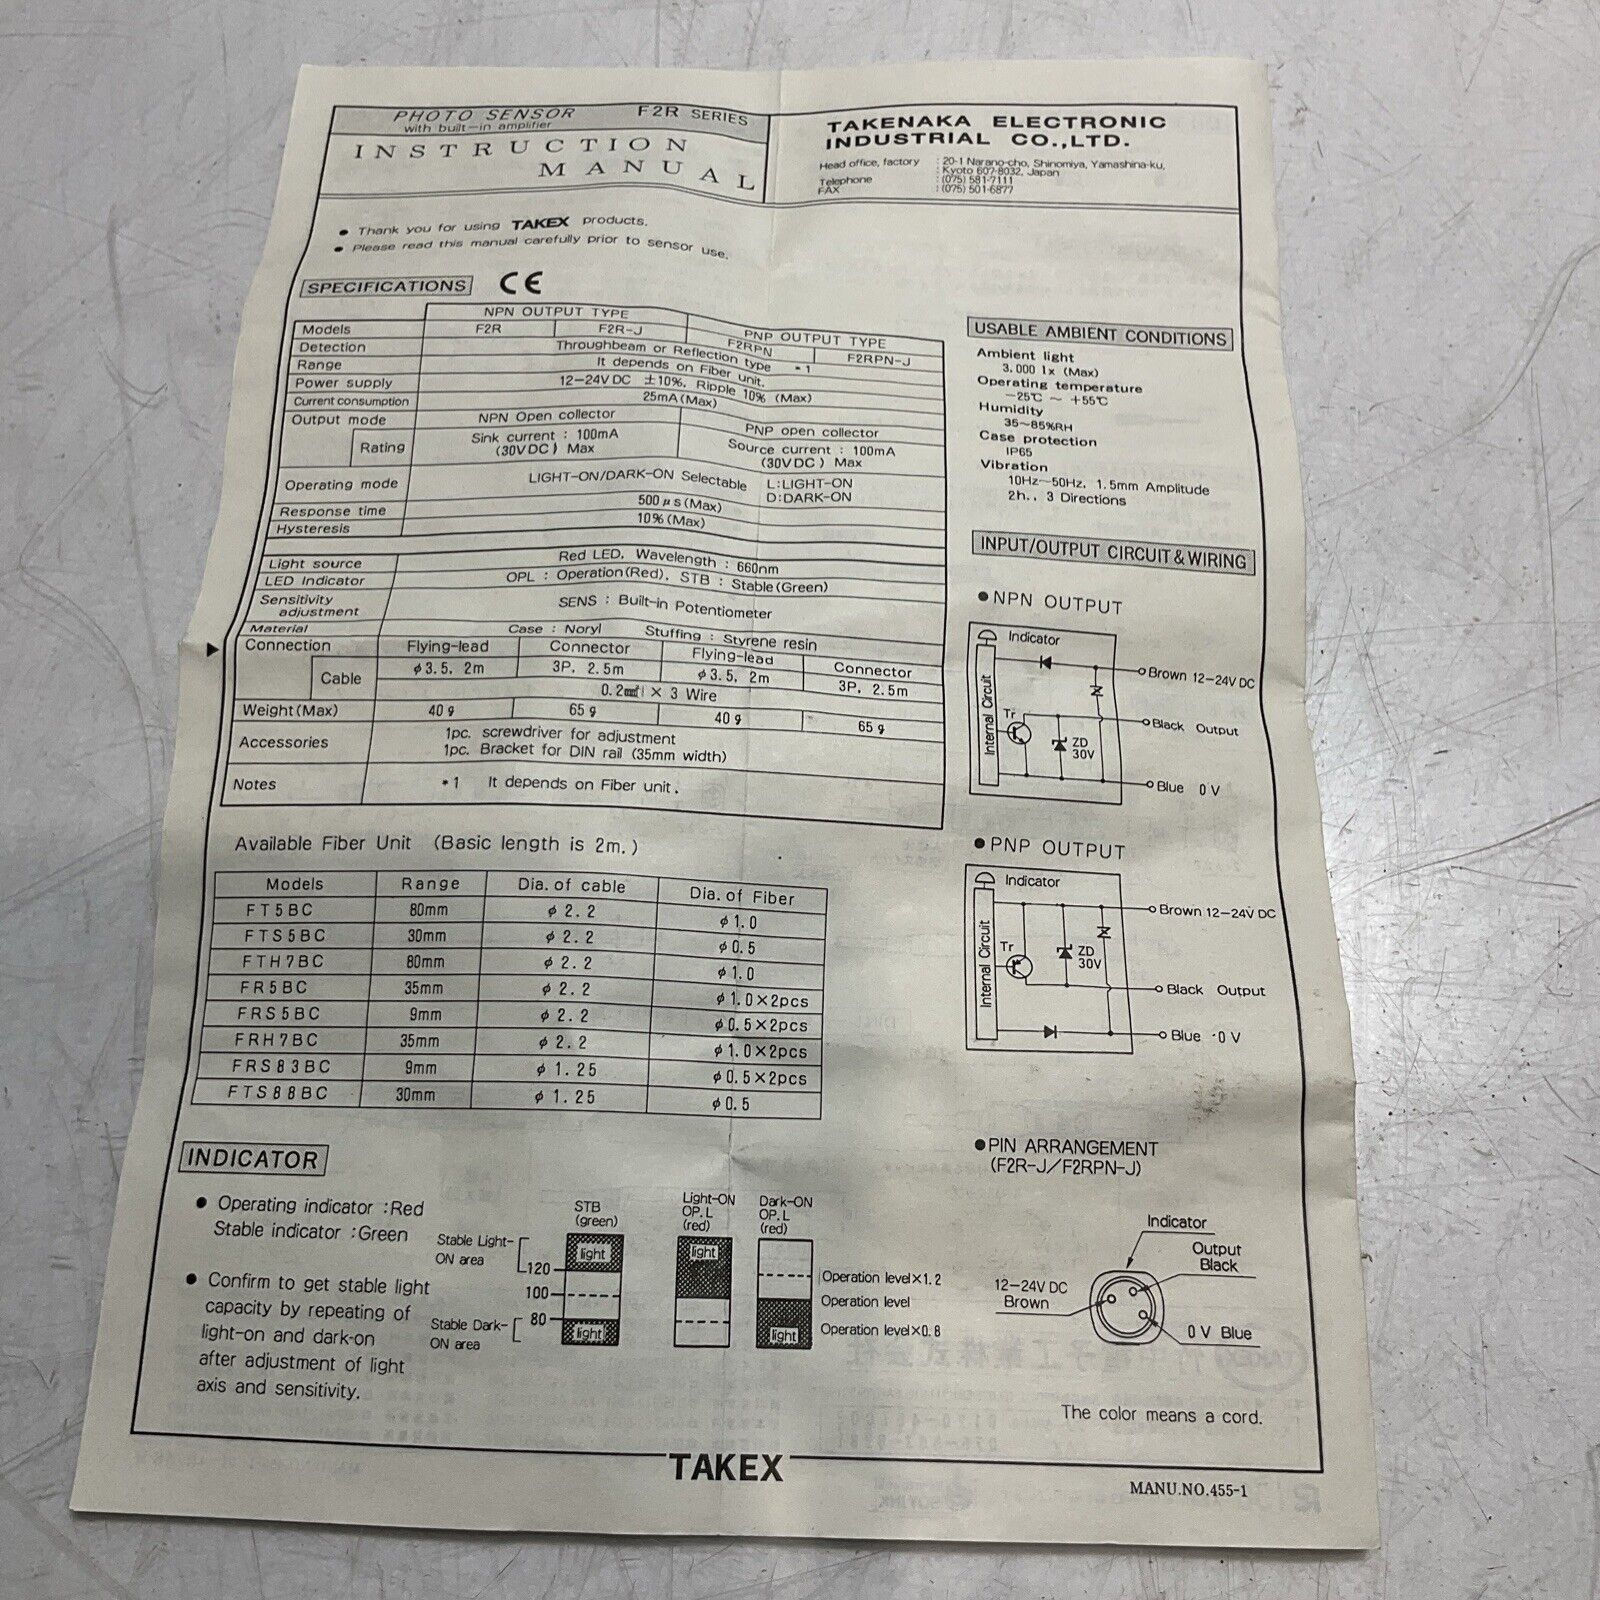 PHOTO SENSOR F2R SERIES
with built-in amplifier
INSTRUCTION
MANUAL
TAKENAKA ELECTRONIC
INDUSTRIAL CO.,LTD.
Head office, factory : 20-1 Narano-cho, Shinomiya, Yamashina-ku,
: Kyoto 607-8032, Japan
Telephone : (075) 581-7111
FAX : (075) 501-6877
● Thank you for using TAKEX products.
● Please read this manual carefully prior to sensor use.
SPECIFICATIONS CE
NPN OUTPUT TYPE PNP OUTPUT TYPE
Models F2R F2R-J F2RPN F2RPN-J
Detection Throughbeam or Reflection type *1
Range It depends on Fiber unit.
Power supply 12-24V DC ±10%, Ripple 10% (Max)
Current consumption 25mA (Max)
Output mode NPN Open collector PNP open collector
Rating Sink current : 100mA (30VDC) Max Source current : 100mA (30VDC) Max
Operating mode LIGHT-ON/DARK-ON Selectable L:LIGHT-ON D:DARK-ON
Response time 500μs(Max)
Hysteresis 10%(Max)
Light source Red LED, Wavelength : 660nm
LED Indicator OPL : Operation(Red), STB : Stable(Green)
Sensitivity adjustment SENS : Built-in Potentiometer
Material Case : Noryl Stuffing : Styrene resin
Connection Flying-lead Connector Flying-lead Connector
Cable φ3.5, 2m 3P, 2.5m φ3.5, 2m 3P, 2.5m
0.2㎟ × 3 Wire
Weight(Max) 40g 65g 40g 65g
Accessories 1pc. screwdriver for adjustment
1pc. Bracket for DIN rail (35mm width)
Notes *1 It depends on Fiber unit.
Available Fiber Unit (Basic length is 2m.)
Models Range Dia. of cable Dia. of Fiber
FT5BC 80mm φ2.2 φ1.0
FTS5BC 30mm φ2.2 φ0.5
FTH7BC 80mm φ2.2 φ1.0
FR5BC 35mm φ2.2 φ1.0×2pcs
FRS5BC 9mm φ2.2 φ0.5×2pcs
FRH7BC 35mm φ2.2 φ1.0×2pcs
FRS83BC 9mm φ1.25 φ0.5×2pcs
FTS88BC 30mm φ1.25 φ0.5
INDICATOR
● Operating indicator :Red
Stable indicator :Green
● Confirm to get stable light
capacity by repeating of
light-on and dark-on
after adjustment of light
axis and sensitivity.
STB (green)
Light-ON OP.L (red)
Dark-ON OP.L (red)
Stable Light-ON area
120
100
80
Stable Dark-ON area
light
light
light
light
Operation level×1.2
Operation level
Operation level×0.8
USABLE AMBIENT CONDITIONS
Ambient light
3,000 lx (Max)
Operating temperature
-25℃ ~ +55℃
Humidity
35~85%RH
Case protection
IP65
Vibration
10Hz~50Hz, 1.5mm Amplitude
2h., 3 Directions
INPUT/OUTPUT CIRCUIT & WIRING
● NPN OUTPUT
Indicator
Internal Circuit
Tr
ZD
30V
Brown 12-24V DC
Black Output
Blue 0V
● PNP OUTPUT
Indicator
Internal Circuit
Tr
ZD
30V
Brown 12-24V DC
Black Output
Blue 0V
● PIN ARRANGEMENT
(F2R-J/F2RPN-J)
Indicator
Output
Black
12-24V DC
Brown
0V Blue
The color means a cord.
TAKEX
MANU.NO.455-1